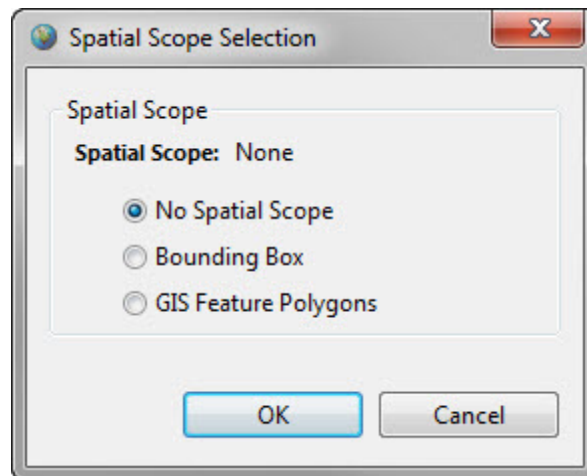 Spatial Scope Selection
Spatial Scope
Spatial Scope: None
No Spatial Scope
Bounding Box
GIS Feature Polygons
OK Cancel